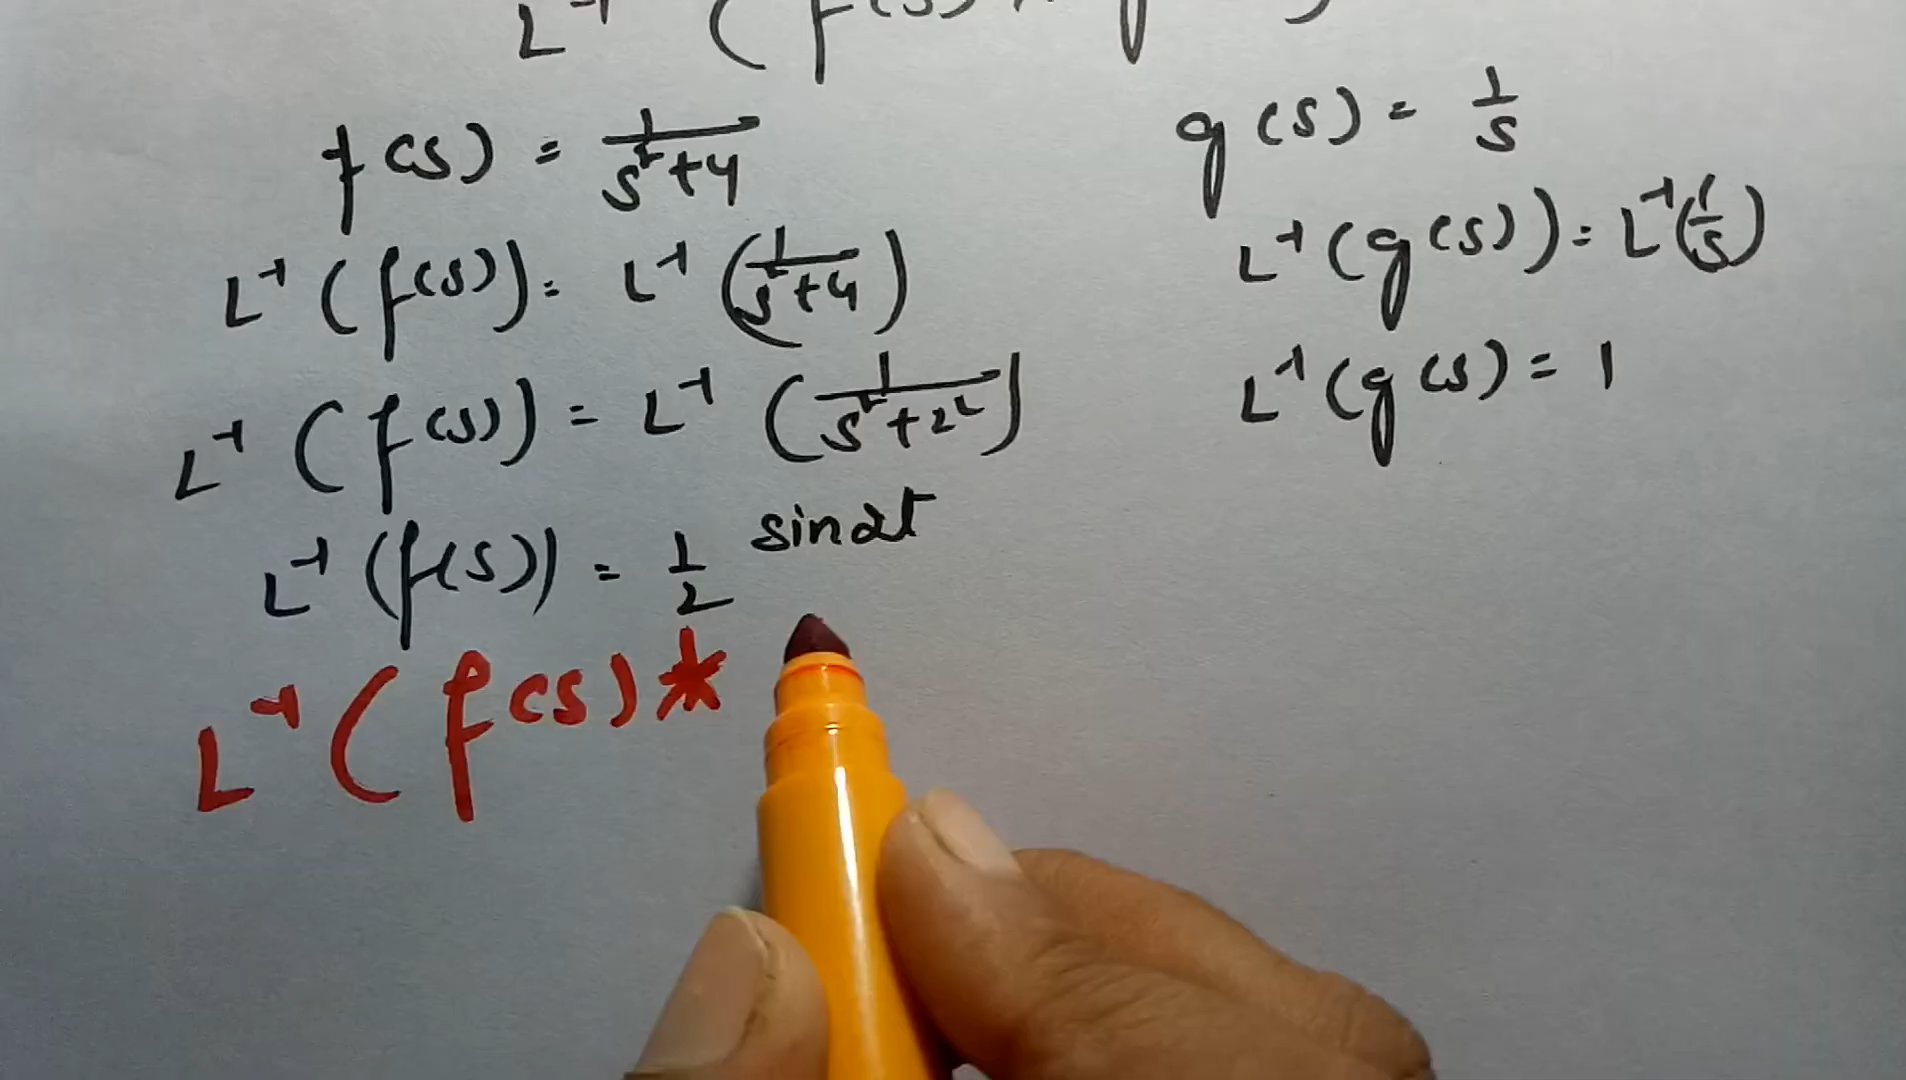 L⁻¹ ( f(s) * g
f(s) = 1/(s²+4)
L⁻¹ (f(s)) = L⁻¹ (1/(s²+4))
L⁻¹ (f(s)) = L⁻¹ (1/(s²+2²))
L⁻¹ (f(s)) = 1/2 sin2t
L⁻¹ ( f(s) *
g(s) = 1/s
L⁻¹ (g(s)) = L⁻¹(1/s)
L⁻¹ (g(s) = 1